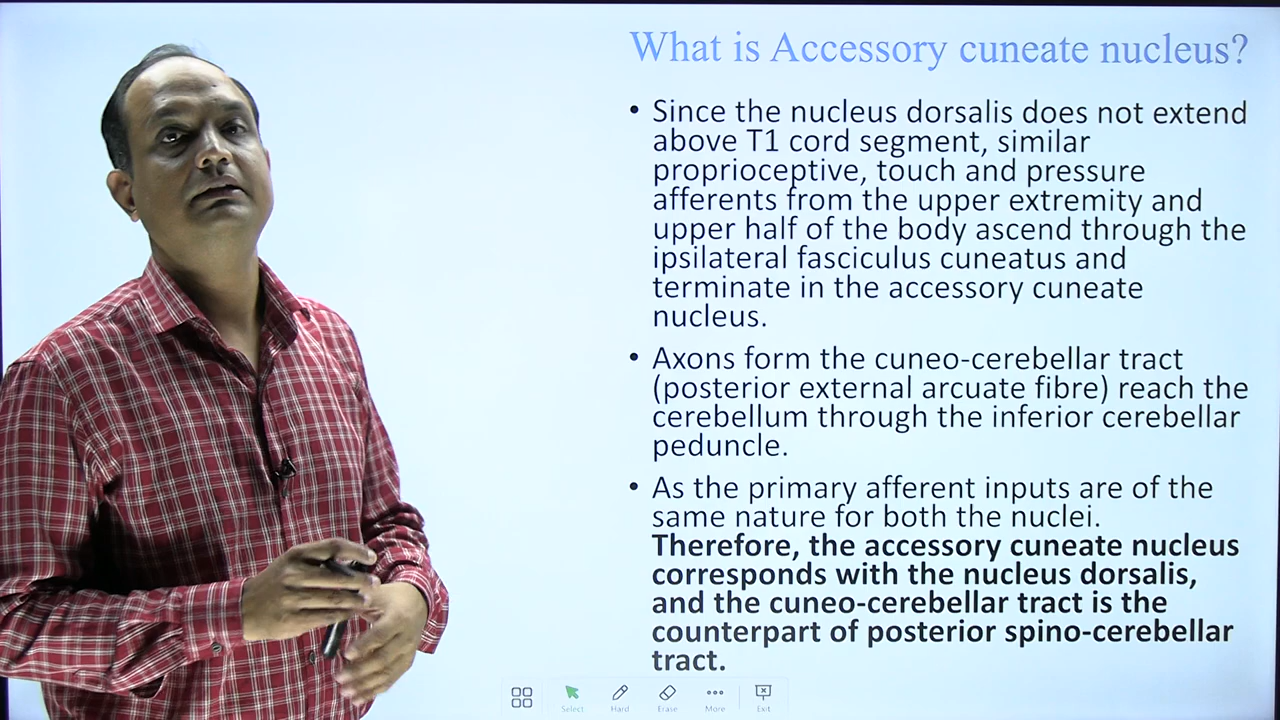 What is Accessory cuneate nucleus?
• Since the nucleus dorsalis does not extend
above T1 cord segment, similar
proprioceptive, touch and pressure
afferents from the upper extremity and
upper half of the body ascend through the
ipsilateral fasciculus cuneatus and
terminate in the accessory cuneate
nucleus.
• Axons form the cuneo-cerebellar tract
(posterior external arcuate fibre) reach the
cerebellum through the inferior cerebellar
peduncle.
• As the primary afferent inputs are of the
same nature for both the nuclei.
Therefore, the accessory cuneate nucleus
corresponds with the nucleus dorsalis,
and the cuneo-cerebellar tract is the
counterpart of posterior spino-cerebellar
tract.
Select Hard Erase More Exit